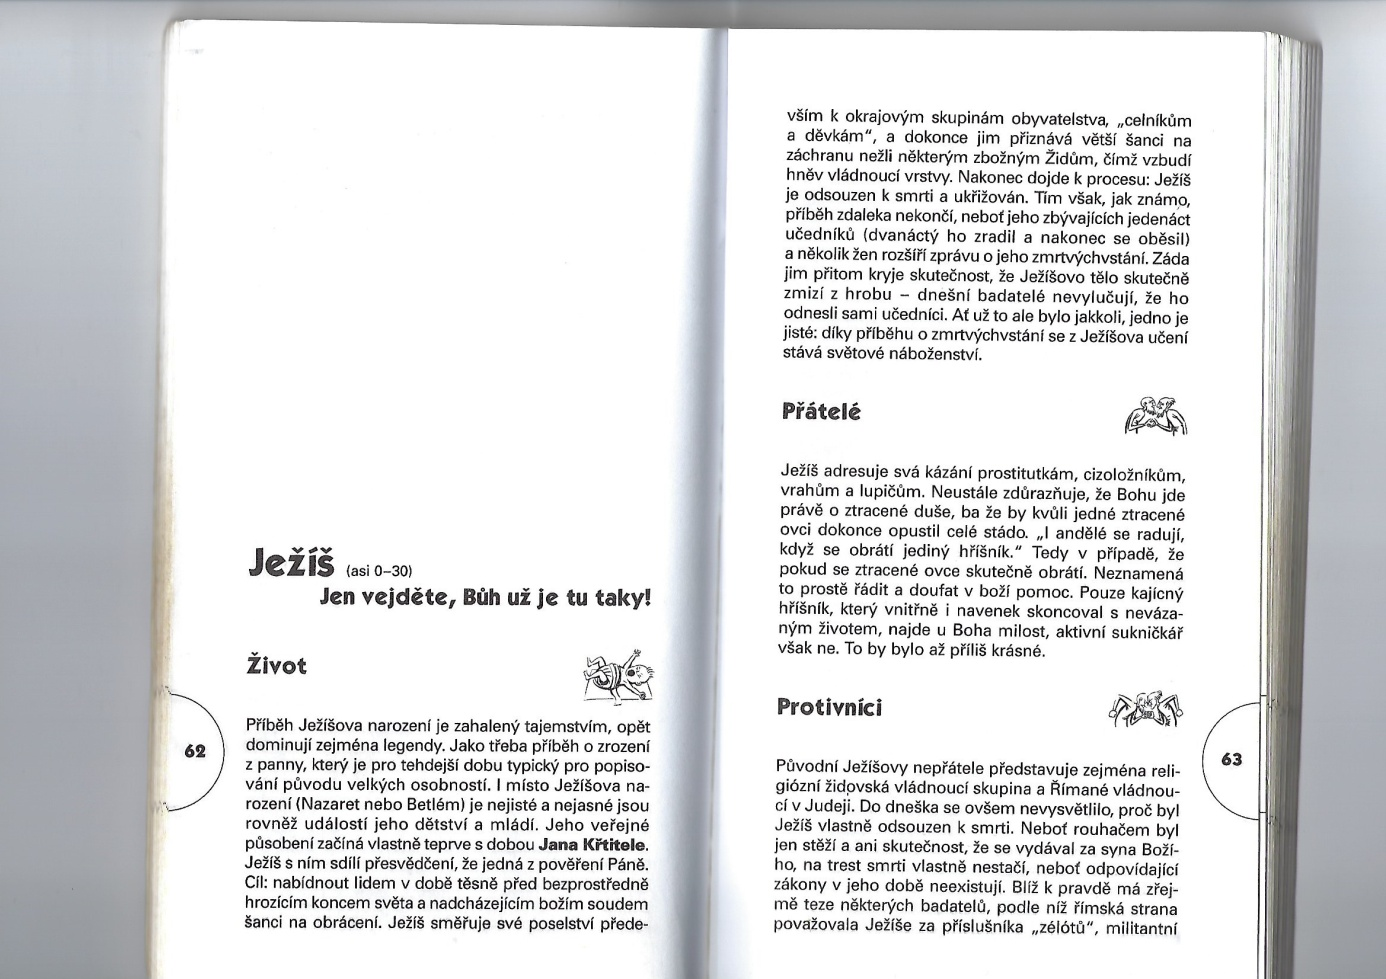 Ježíš (asi 0–30)
Jen vejděte, Bůh už je tu taky!
Život
Příběh Ježíšova narození je zahalený tajemstvím, opět
dominují zejména legendy. Jako třeba příběh o zrození
z panny, který je pro tehdejší dobu typický pro popiso-
vání původu velkých osobností. I místo Ježíšova na-
rození (Nazaret nebo Betlém) je nejisté a nejasné jsou
rovněž události jeho dětství a mládí. Jeho veřejné
působení začíná vlastně teprve s dobou Jana Křtitele.
Ježíš s ním sdílí přesvědčení, že jedná z pověření Páně.
Cíl: nabídnout lidem v době těsně před bezprostředně
hrozícím koncem světa a nadcházejícím božím soudem
šanci na obrácení. Ježíš směřuje své poselství přede-
62
vším k okrajovým skupinám obyvatelstva, „celníkům
a děvkám“, a dokonce jim přiznává větší šanci na
záchranu nežli některým zbožným Židům, čímž vzbudí
hněv vládnoucí vrstvy. Nakonec dojde k procesu: Ježíš
je odsouzen k smrti a ukřižován. Tím však, jak známo,
příběh zdaleka nekončí, neboť jeho zbývajících jedenáct
učedníků (dvanáctý ho zradil a nakonec se oběsil)
a několik žen rozšíří zprávu o jeho zmrtvýchvstání. Záda
jim přitom kryje skutečnost, že Ježíšovo tělo skutečně
zmizí z hrobu – dnešní badatelé nevylučují, že ho
odnesli sami učedníci. Ať už to ale bylo jakkoli, jedno je
jisté: díky příběhu o zmrtvýchvstání se z Ježíšova učení
stává světové náboženství.
Přátelé
Ježíš adresuje svá kázání prostitutkám, cizoložníkům,
vrahům a lupičům. Neustále zdůrazňuje, že Bohu jde
právě o ztracené duše, ba že by kvůli jedné ztracené
ovci dokonce opustil celé stádo. „I andělé se radují,
když se obrátí jediný hříšník.“ Tedy v případě, že
pokud se ztracené ovce skutečně obrátí. Neznamená
to prostě řádit a doufat v boží pomoc. Pouze kajícný
hříšník, který vnitřně i navenek skoncoval s neváza-
ným životem, najde u Boha milost, aktivní sukničkář
však ne. To by bylo až příliš krásné.
Protivníci
Původní Ježíšovy nepřátele představuje zejména reli-
giózní židovská vládnoucí skupina a Římané vládnou-
cí v Judeji. Do dneška se ovšem nevysvětlilo, proč byl
Ježíš vlastně odsouzen k smrti. Neboť rouhačem byl
jen stěží a ani skutečnost, že se vydával za syna Boží-
ho, na trest smrti vlastně nestačí, neboť odpovídající
zákony v jeho době neexistují. Blíž k pravdě má zřej-
mě teze některých badatelů, podle níž římská strana
považovala Ježíše za příslušníka „zélótů“, militantní
63